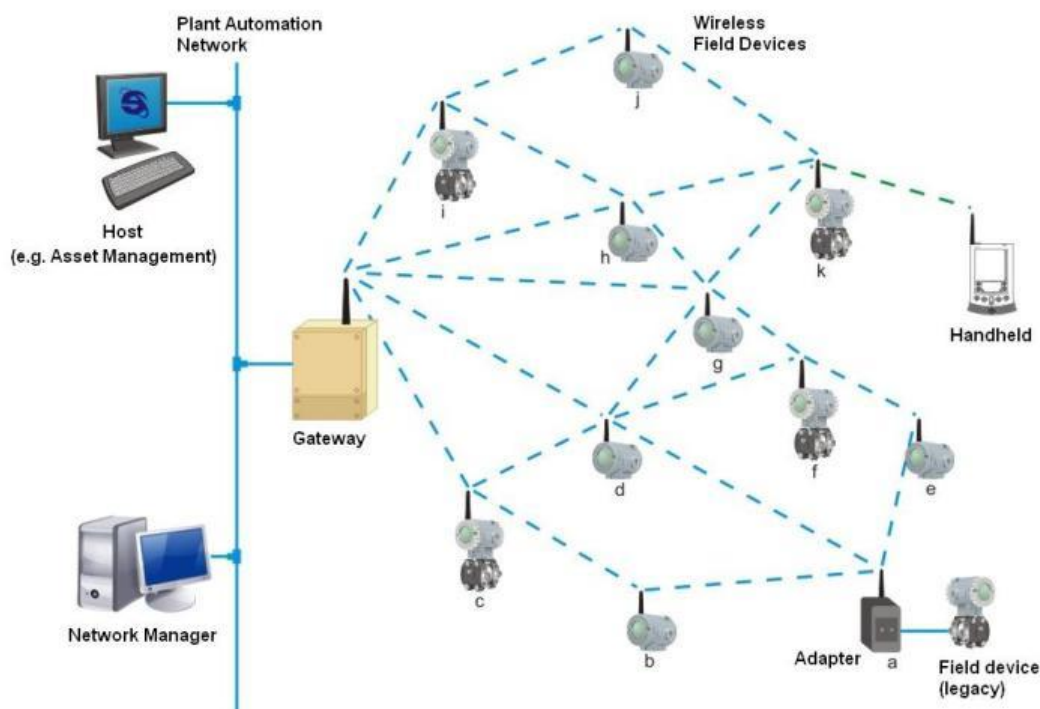 Plant Automation
Network
Wireless
Field Devices
j
i
Host
(e.g. Asset Management)
h
k
Handheld
g
Gateway
d
f
e
c
Network Manager
b
Adapter
a
Field device
(legacy)